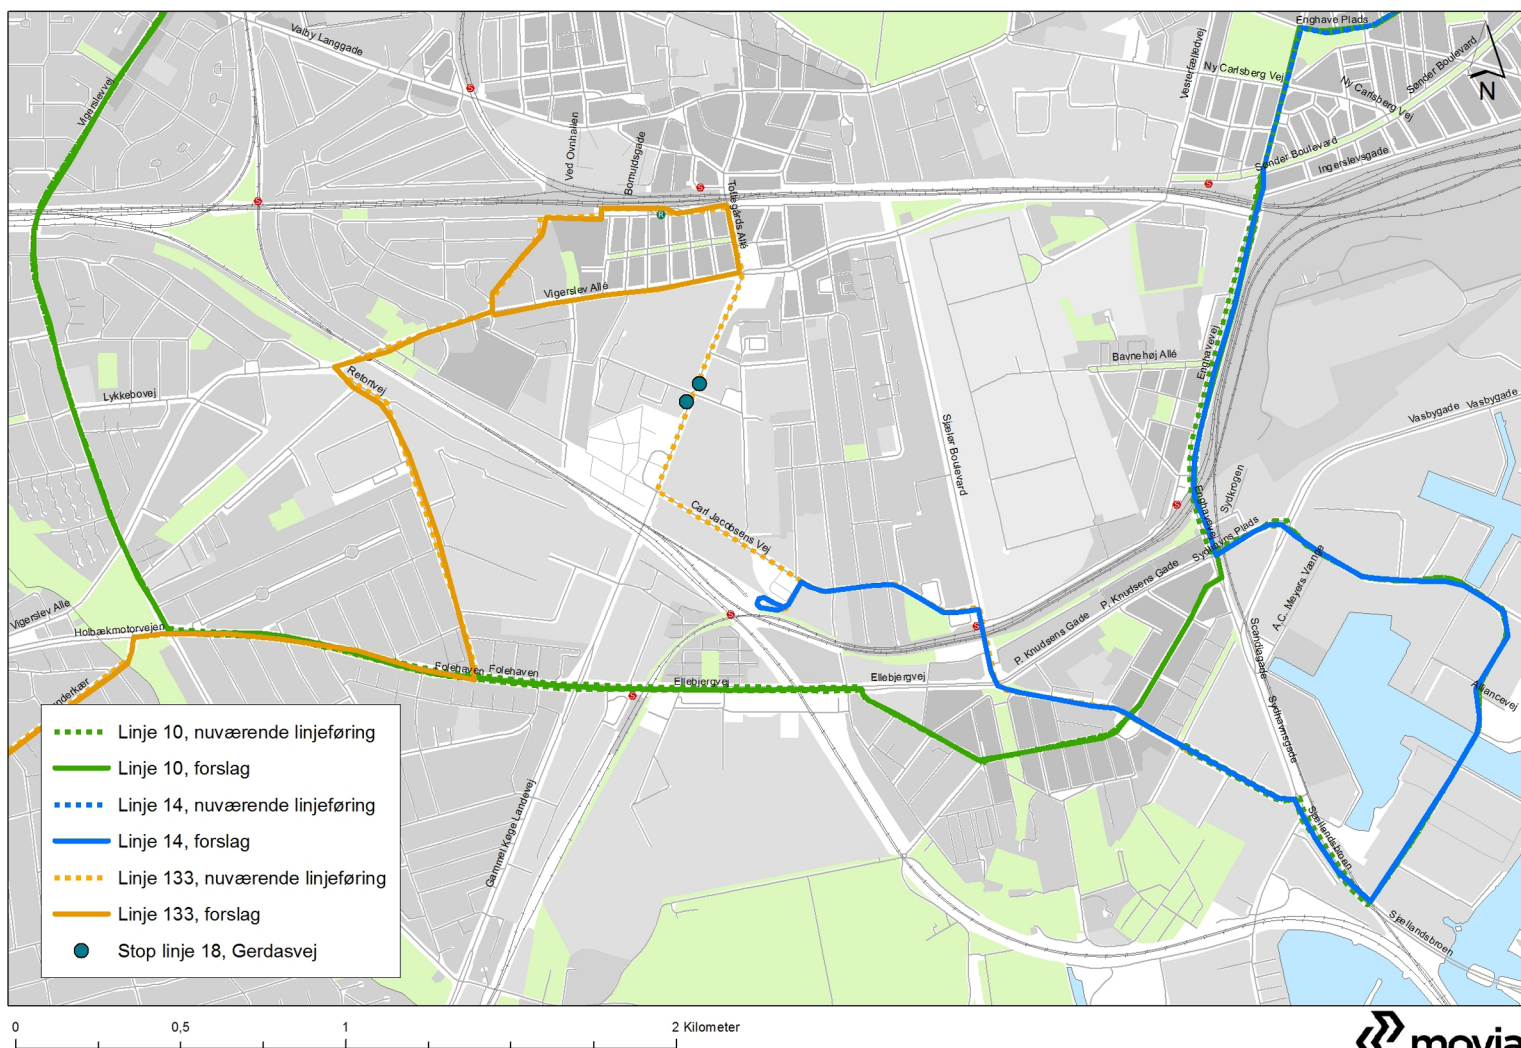 Enghave Plads
Valby Langgade
Vigerslevvej
Vesterfælledvej
Ny Carlsberg Vej
Sønder Boulevard
Ny Carlsberg Vej
N
Ved Ovnhallen
Bomuldsgade
Toftegårds Allé
Sønder Boulevard
Ingerslevsgade
S
S
S
S
R
Vigerslev Allé
Enghavevej
Bavnehøj Allé
Retortvej
Lykkebovej
Vasbygade
Vasbygade
Sjælør Boulevard
Sydkrogen
S
Enghavevej
Carl Jacobsens Vej
Sydhavns Plads
A.C. Meyers Vænge
P. Knudsens Gade
Vigerslev Allé
Holbækmotorvejen
S
S
P. Knudsens Gade
Scandiagade
Folehaven
Folehaven
Ellebjergvej
Ellebjergvej
S
Alliancevej
Sydhavnsgade
Gammel Køge Landevej
Sjællandsbroen
Sjællandsbroen
Linje 10, nuværende linjeføring
Linje 10, forslag
Linje 14, nuværende linjeføring
Linje 14, forslag
Linje 133, nuværende linjeføring
Linje 133, forslag
Stop linje 18, Gerdasvej
0 0,5 1 2 Kilometer
movia